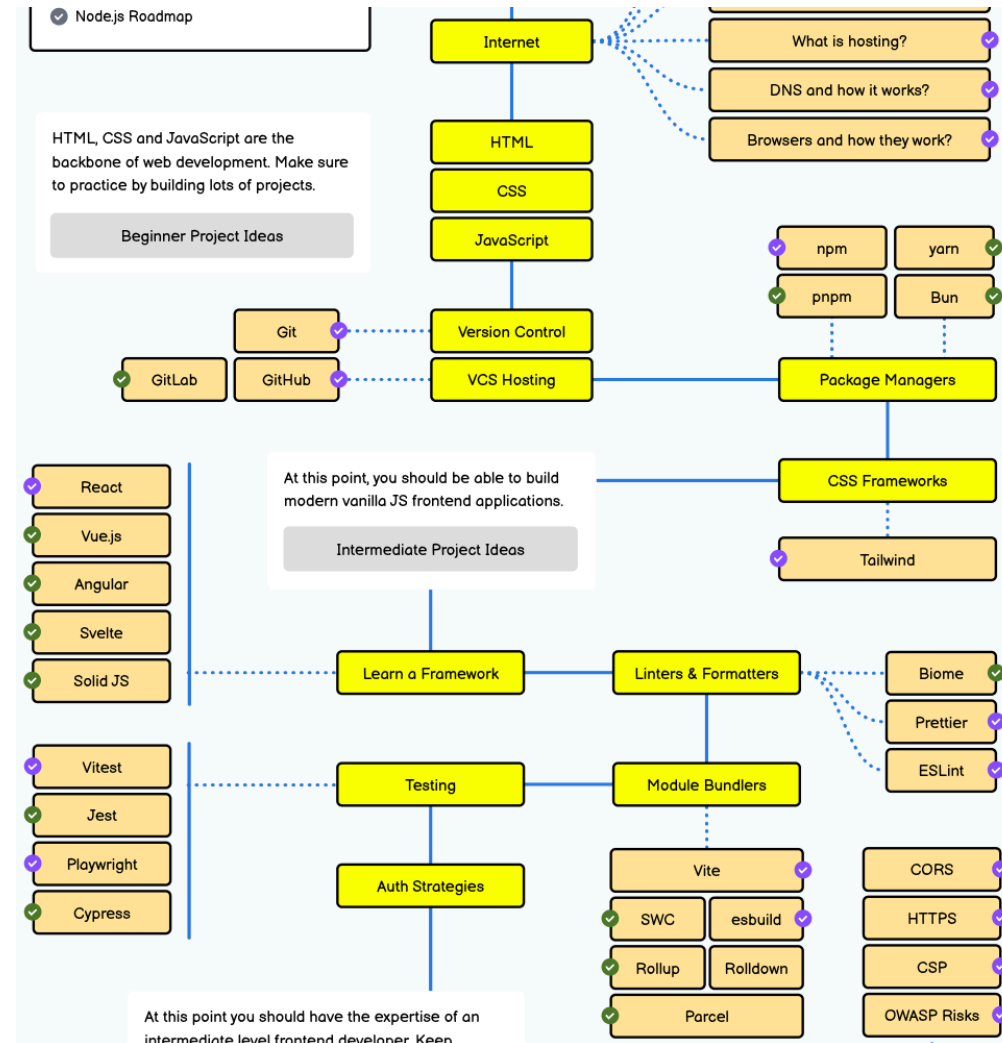 Node.js Roadmap
Internet
What is hosting?
DNS and how it works?
Browsers and how they work?
HTML, CSS and JavaScript are the
backbone of web development. Make sure
to practice by building lots of projects.
Beginner Project Ideas
HTML
CSS
JavaScript
npm
yarn
pnpm
Bun
Git
Version Control
GitLab
GitHub
VCS Hosting
Package Managers
At this point, you should be able to build
modern vanilla JS frontend applications.
Intermediate Project Ideas
CSS Frameworks
Tailwind
React
Vue.js
Angular
Svelte
Solid JS
Learn a Framework
Linters & Formatters
Biome
Prettier
ESLint
Vitest
Jest
Playwright
Cypress
Testing
Module Bundlers
Auth Strategies
Vite
SWC
esbuild
Rollup
Rolldown
Parcel
CORS
HTTPS
CSP
OWASP Risks
At this point you should have the expertise of an
intermediate level frontend developer. Keep